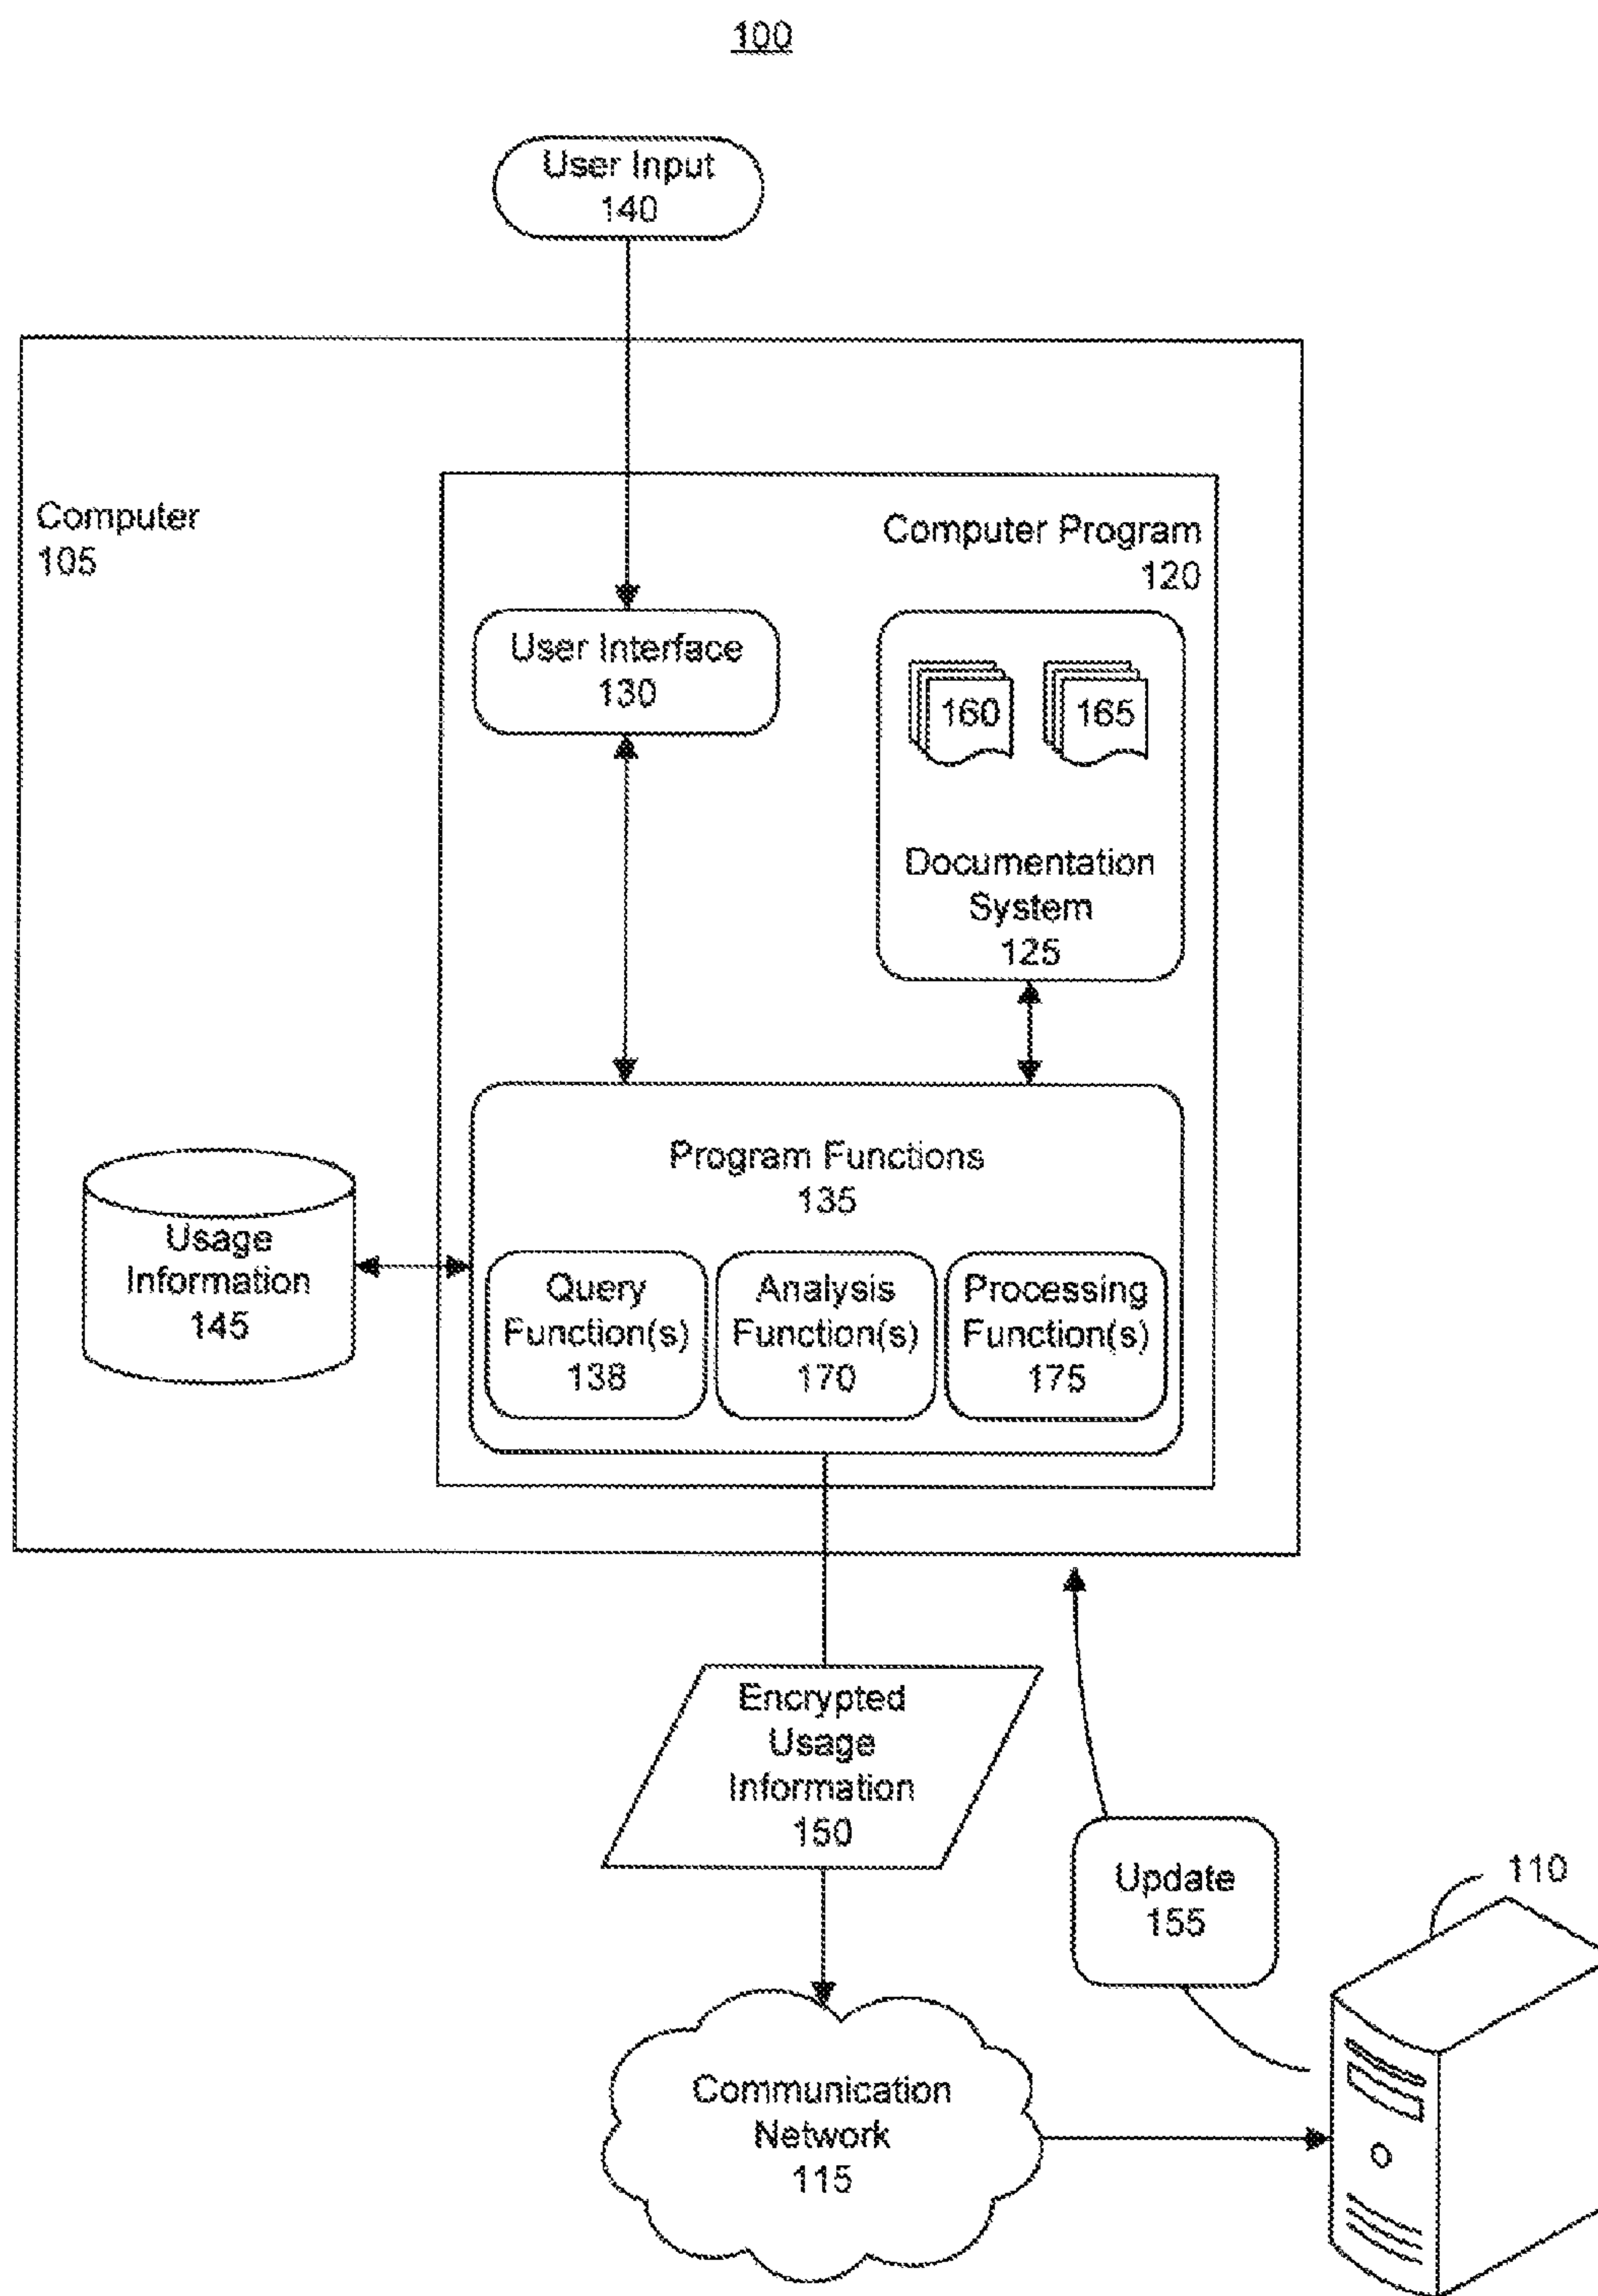 100
User Input
140
Computer
105
Computer Program
120
User Interface
130
160
165
Documentation
System
125
Program Functions
135
Usage
Information
145
Query
Function(s)
138
Analysis
Function(s)
170
Processing
Function(s)
175
Encrypted
Usage
Information
150
Update
155
110
Communication
Network
115